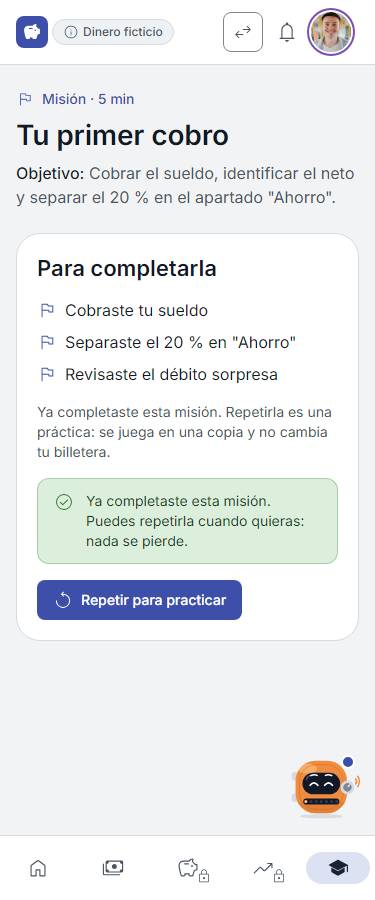 Dinero ficticio
Misión · 5 min
Tu primer cobro
Objetivo: Cobrar el sueldo, identificar el neto
y separar el 20 % en el apartado "Ahorro".
Para completarla
Cobraste tu sueldo
Separaste el 20 % en "Ahorro"
Revisaste el débito sorpresa
Ya completaste esta misión. Repetirla es una
práctica: se juega en una copia y no cambia
tu billetera.
Ya completaste esta misión.
Puedes repetirla cuando quieras:
nada se pierde.
Repetir para practicar